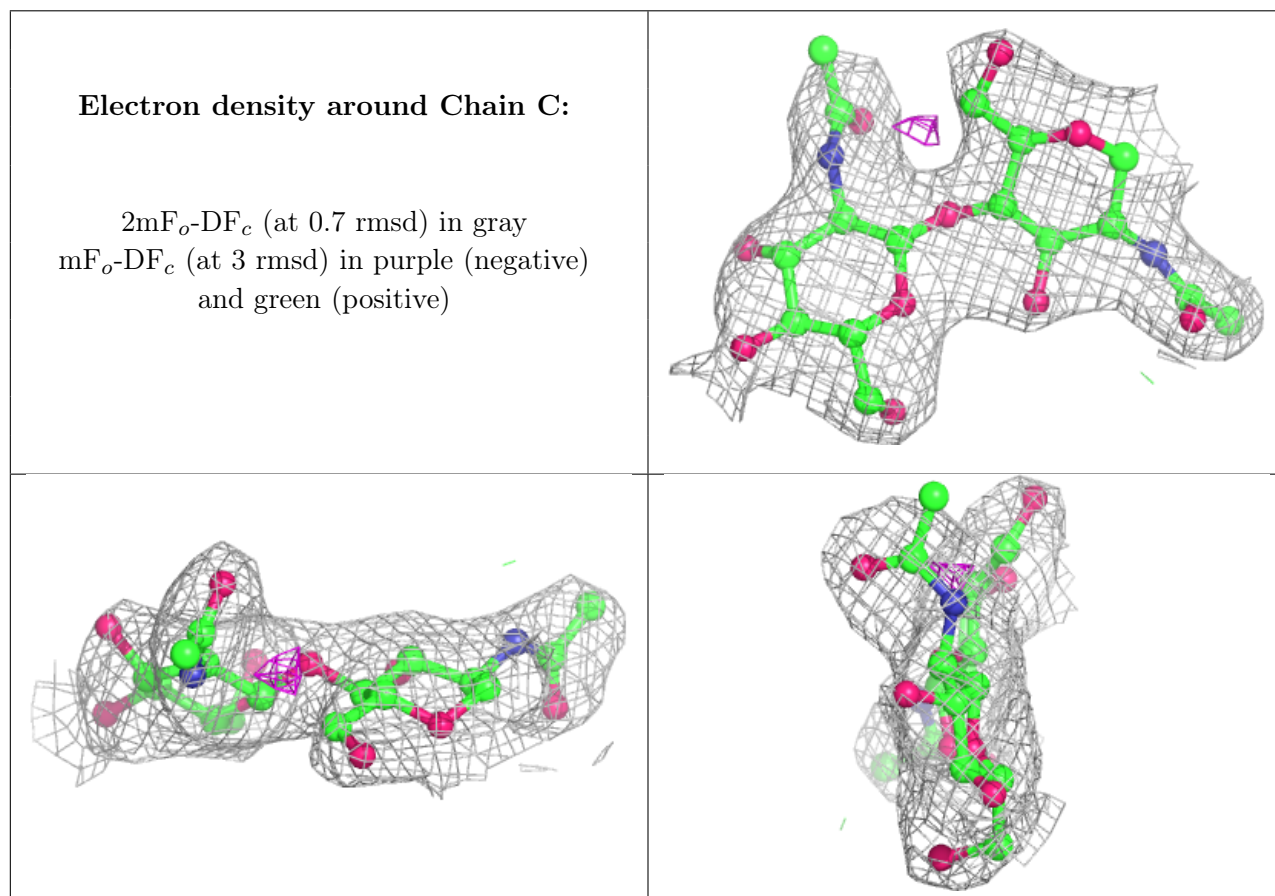 Electron density around Chain C:
2mFo-DFc (at 0.7 rmsd) in gray
mFo-DFc (at 3 rmsd) in purple (negative)
and green (positive)